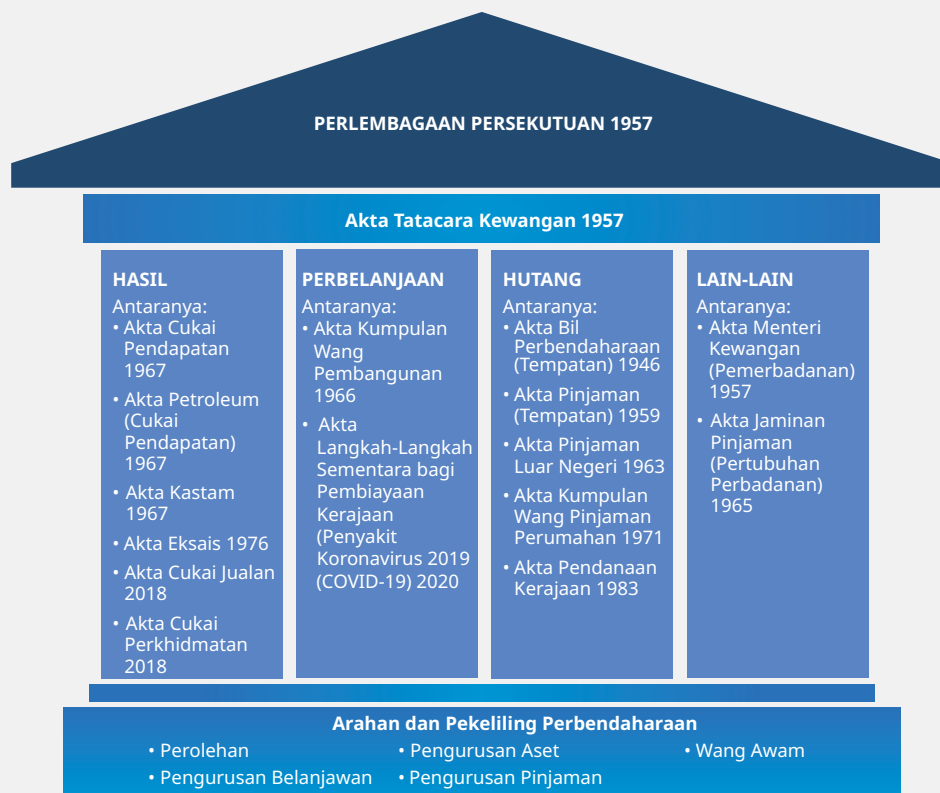 PERLEMBAGAAN PERSEKUTUAN 1957
Akta Tatacara Kewangan 1957
HASIL
Antaranya:
• Akta Cukai
Pendapatan
1967
• Akta Petroleum
(Cukai
Pendapatan)
1967
• Akta Kastam
1967
• Akta Eksais 1976
• Akta Cukai Jualan
2018
• Akta Cukai
Perkhidmatan
2018
PERBELANJAAN
Antaranya:
• Akta Kumpulan
Wang
Pembangunan
1966
• Akta
Langkah-Langkah
Sementara bagi
Pembiayaan
Kerajaan
(Penyakit
Koronavirus 2019
(COVID-19) 2020
HUTANG
Antaranya:
• Akta Bil
Perbendaharaan
(Tempatan) 1946
• Akta Pinjaman
(Tempatan) 1959
• Akta Pinjaman
Luar Negeri 1963
• Akta Kumpulan
Wang Pinjaman
Perumahan 1971
• Akta Pendanaan
Kerajaan 1983
LAIN-LAIN
Antaranya:
• Akta Menteri
Kewangan
(Pemerbadanan)
1957
• Akta Jaminan
Pinjaman
(Pertubuhan
Perbadanan)
1965
Arahan dan Pekeliling Perbendaharaan
• Perolehan
• Pengurusan Belanjawan
• Pengurusan Aset
• Pengurusan Pinjaman
• Wang Awam